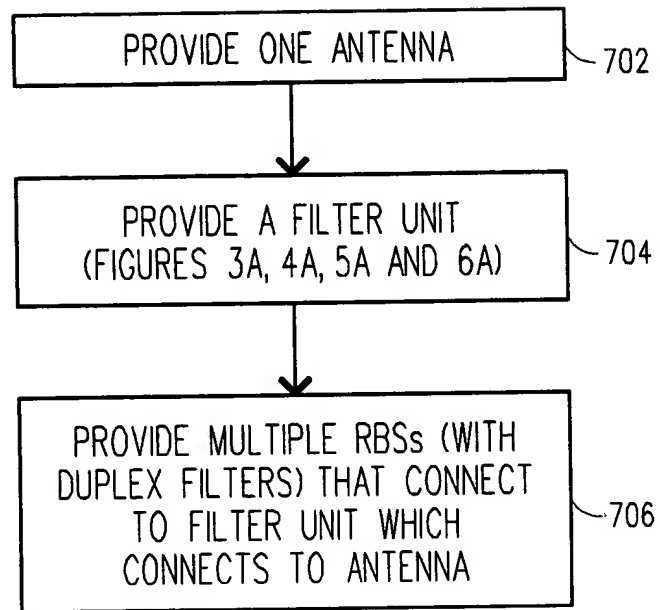 PROVIDE ONE ANTENNA
702
PROVIDE A FILTER UNIT
(FIGURES 3A, 4A, 5A AND 6A)
704
PROVIDE MULTIPLE RBSs (WITH
DUPLEX FILTERS) THAT CONNECT
TO FILTER UNIT WHICH
CONNECTS TO ANTENNA
706